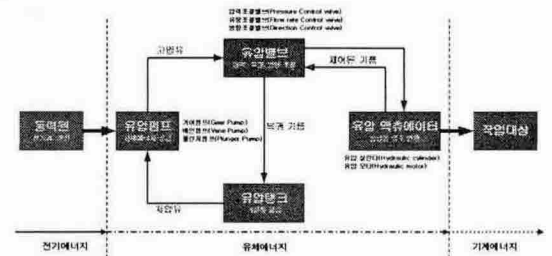 압력조절밸브(Pressure Control valve)
유량조절밸브(Flow rate Control valve)
방향조절밸브(Direction Control valve)
고압유
유압밸브
제어된 기름
동력원
유압펌프
기어펌프(Gear Pump)
베인펌프(Vane Pump)
플런저펌프(Plunger Pump)
복귀 기름
유압 액츄에이터
작업대상
유압 실린더(Hydraulic cylinder)
유압 모터(Hydraulic motor)
저압유
유압탱크
전기에너지
유체에너지
기계에너지